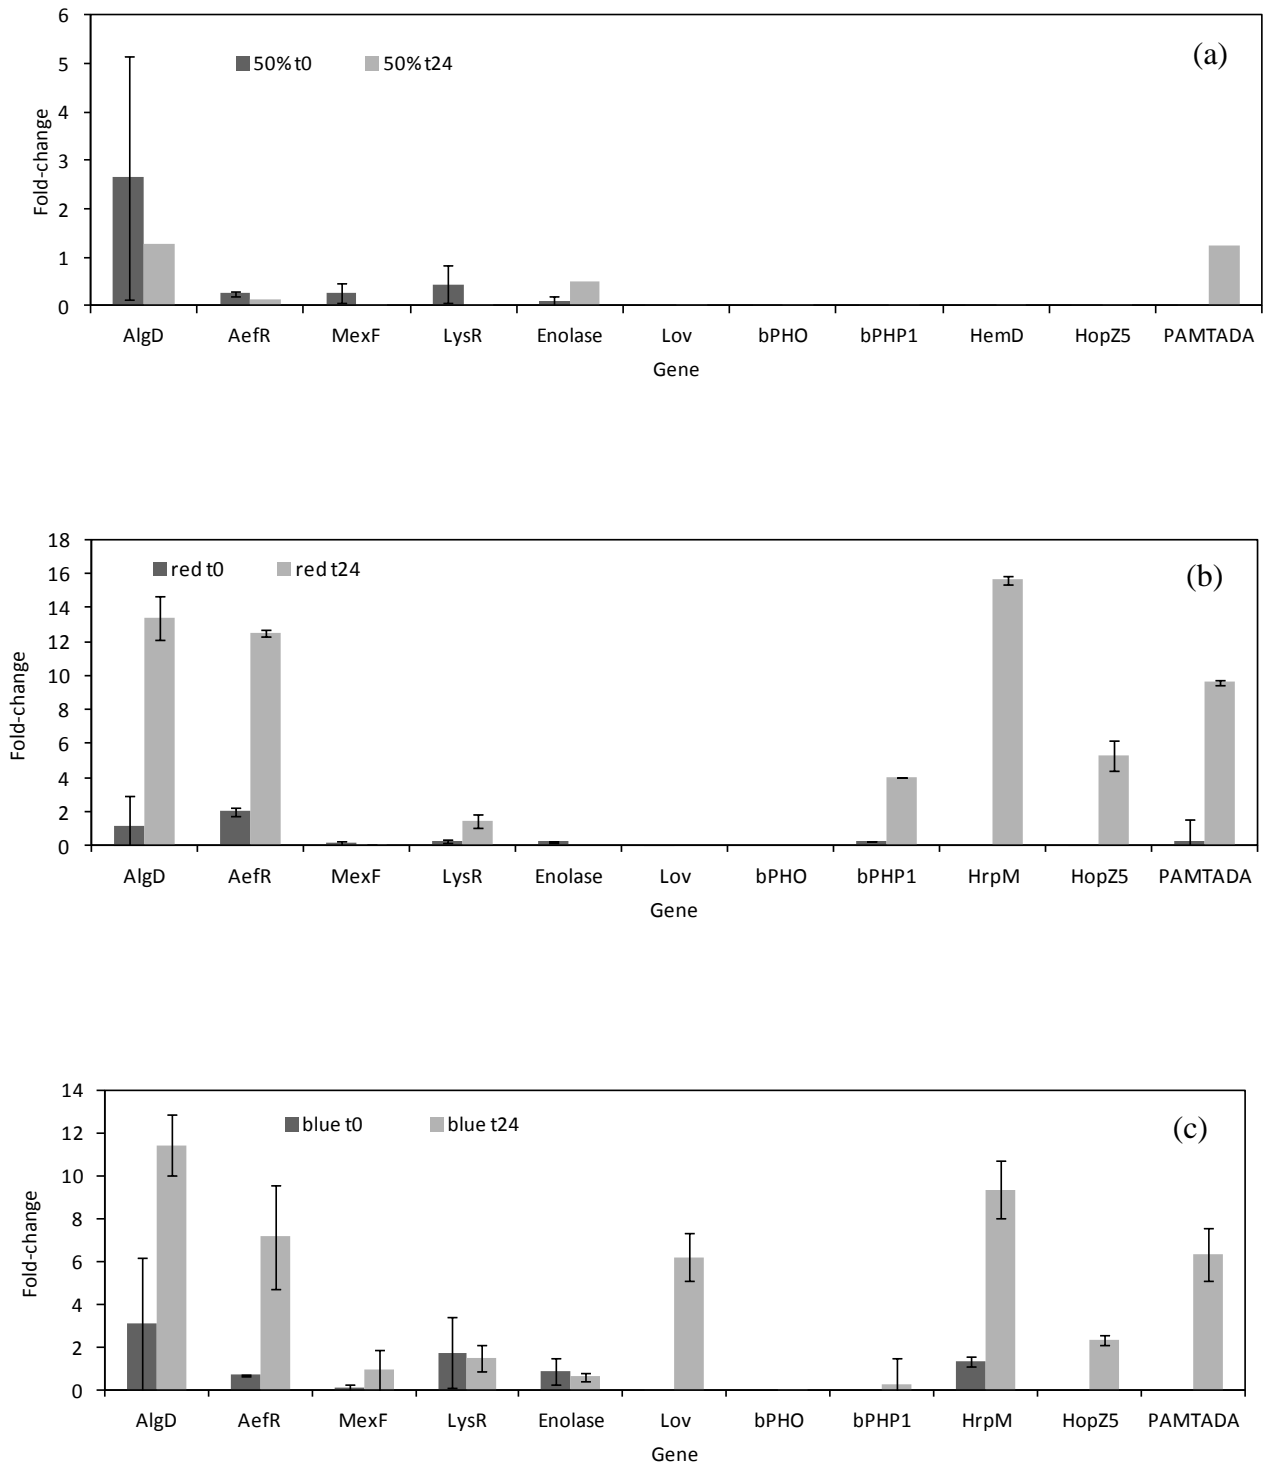 6
5
4
3
2
1
0
Fold-change
50% t0 50% t24
(a)
AlgD AefR MexF LysR Enolase Lov bPHO bPHP1 HemD HopZ5 PAMTADA
Gene
18
16
14
12
10
8
6
4
2
0
Fold-change
red t0 red t24
(b)
AlgD AefR MexF LysR Enolase Lov bPHO bPHP1 HrpM HopZ5 PAMTADA
Gene
14
12
10
8
6
4
2
0
Fold-change
blue t0 blue t24
(c)
AlgD AefR MexF LysR Enolase Lov bPHO bPHP1 HrpM HopZ5 PAMTADA
Gene